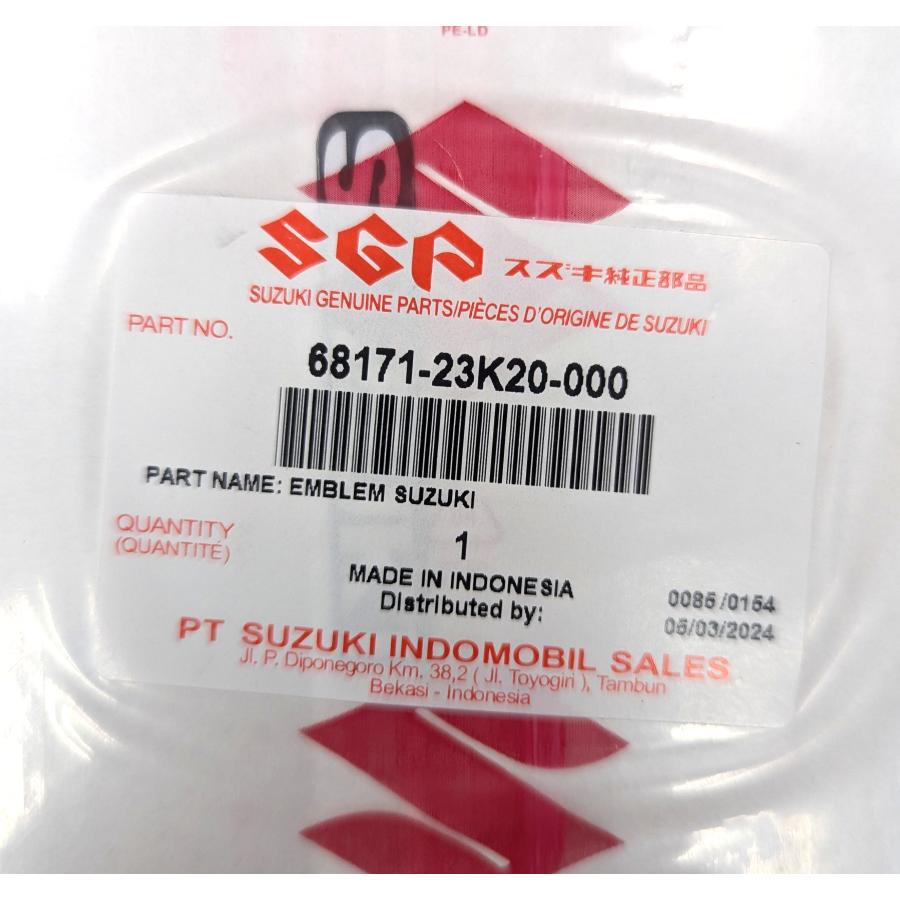 PE-LD
S
SGP スズキ純正部品
SUZUKI GENUINE PARTS/PIÈCES D'ORIGINE DE SUZUKI
PART NO.
68171-23K20-000
PART NAME: EMBLEM SUZUKI
QUANTITY
(QUANTITÉ)
1
MADE IN INDONESIA
Distributed by:
0085/0154
05/03/2024
PT SUZUKI INDOMOBIL SALES
Jl. P. Diponegoro Km. 38,2 ( Jl. Toyogiri ), Tambun
Bekasi - Indonesia